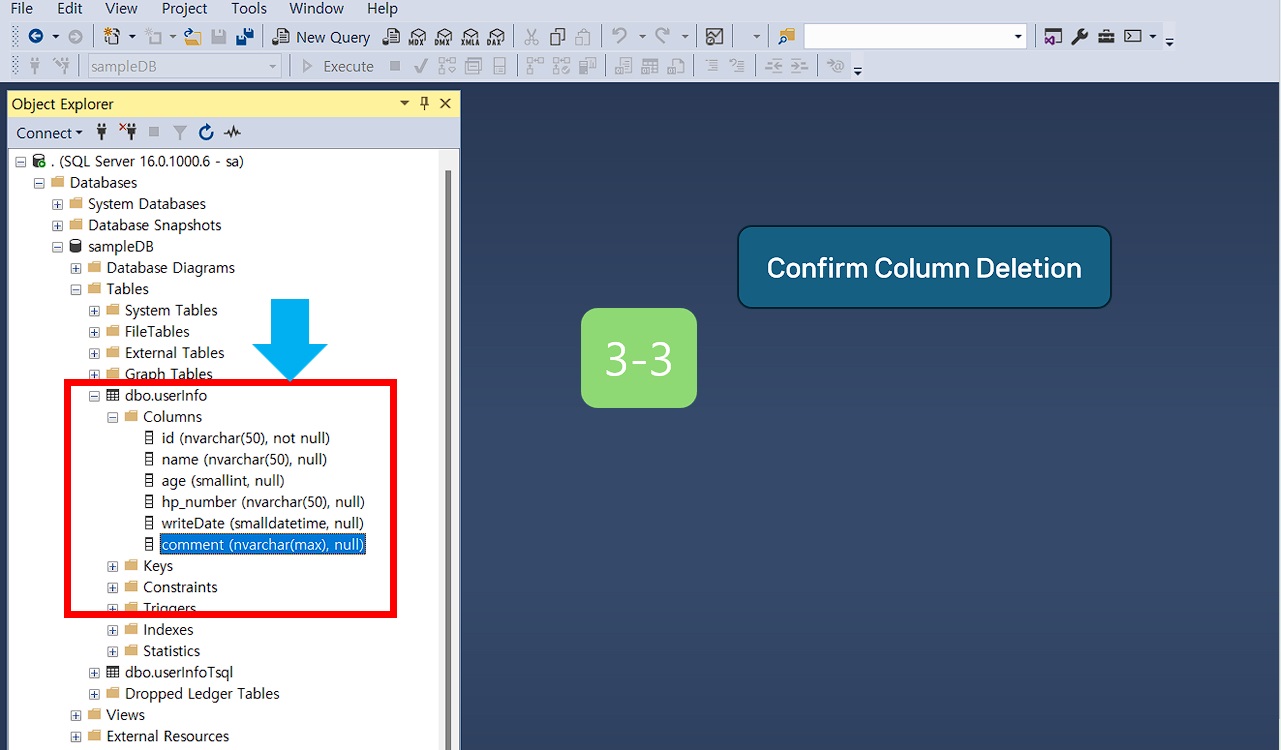 File Edit View Project Tools Window Help
New Query MDX DMX XMLA DAX
sampleDB Execute
Object Explorer
Connect
. (SQL Server 16.0.1000.6 - sa)
Databases
System Databases
Database Snapshots
sampleDB
Database Diagrams
Tables
System Tables
FileTables
External Tables
Graph Tables
dbo.userInfo
Columns
id (nvarchar(50), not null)
name (nvarchar(50), null)
age (smallint, null)
hp_number (nvarchar(50), null)
writeDate (smalldatetime, null)
comment (nvarchar(max), null)
Keys
Constraints
Triggers
Indexes
Statistics
dbo.userInfoTsql
Dropped Ledger Tables
Views
External Resources
Confirm Column Deletion
3-3